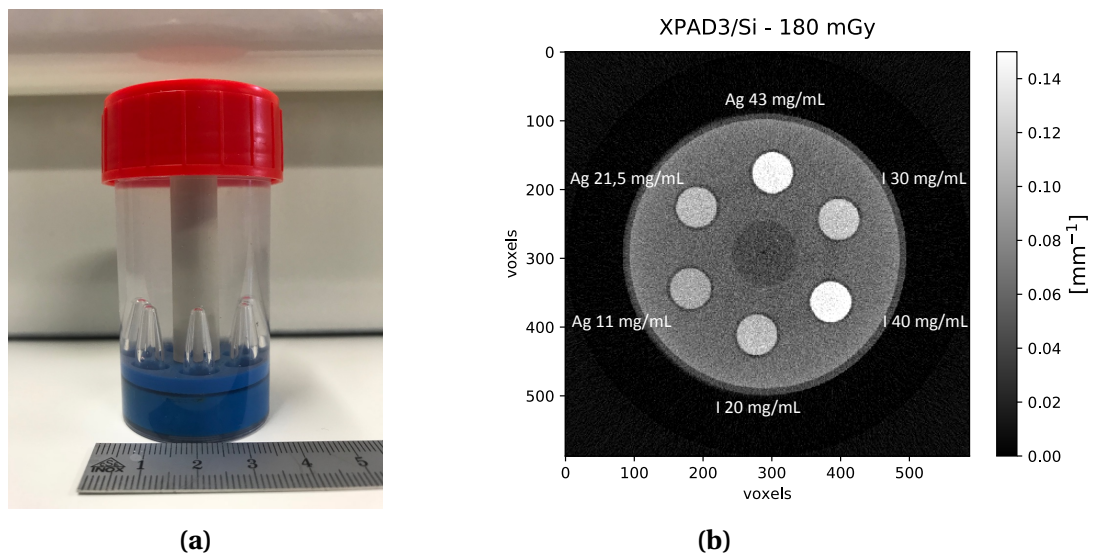 XPAD3/Si - 180 mGy
0
100
200
300
400
500
voxels
Ag 43 mg/mL
Ag 21,5 mg/mL
I 30 mg/mL
Ag 11 mg/mL
I 40 mg/mL
I 20 mg/mL
0 100 200 300 400 500
voxels
0.14
0.12
0.10
0.08
0.06
0.04
0.02
0.00
[mm⁻¹]
INOX 1 2 3 4 5
(a)
(b)